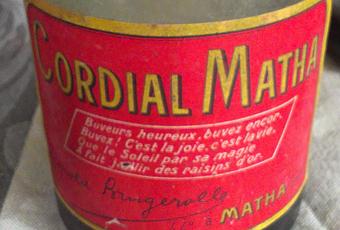 CORDIAL MATHA
Buveurs heureux, buvez encor.
Buvez! C'est la joie, c'est la vie,
Que le Soleil par sa magie
A fait jaillir des raisins d'or.
Rougerolle
MATHA